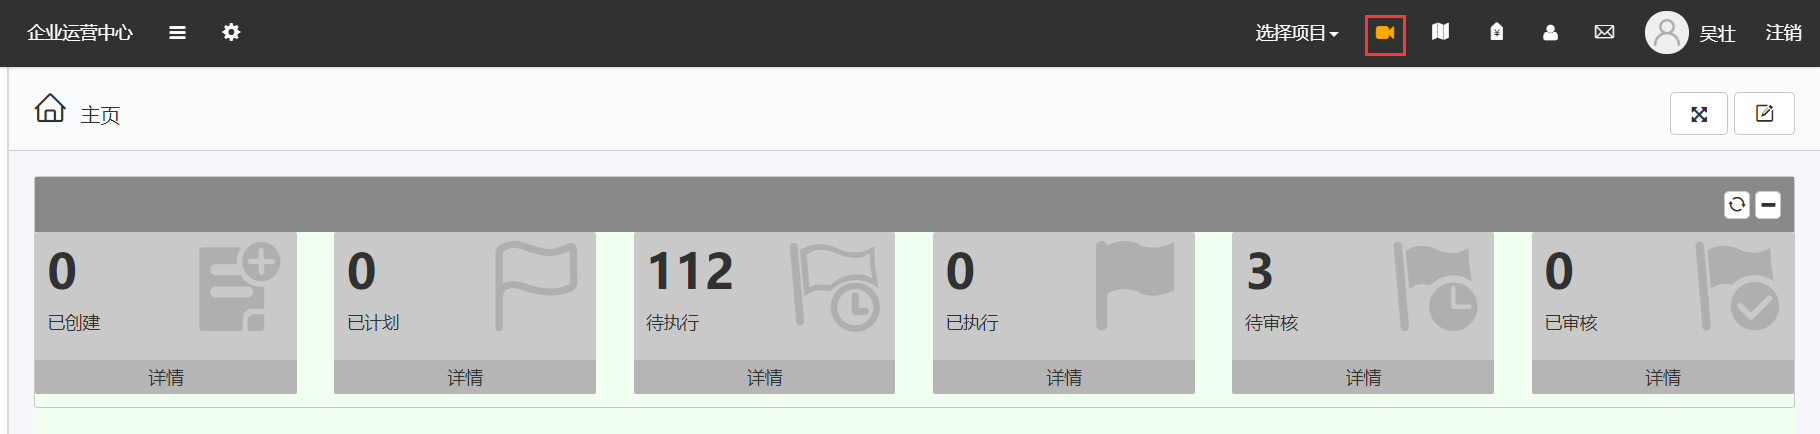 企业运营中心
选择项目
吴壮
注销
主页
0
已创建
详情
0
已计划
详情
112
待执行
详情
0
已执行
详情
3
待审核
详情
0
已审核
详情